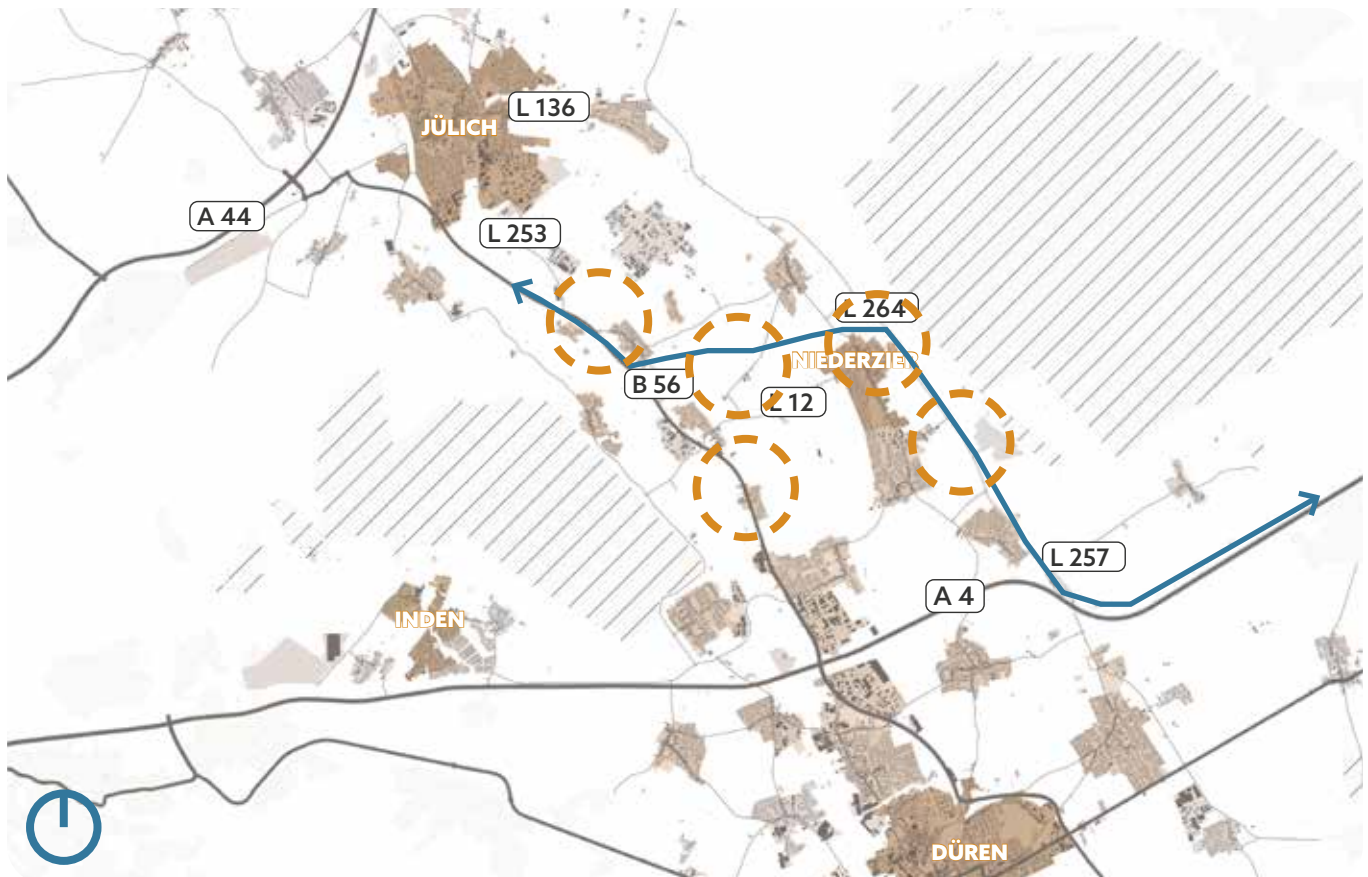 L 136
JÜLICH
A 44
L 253
L 264
NIEDERZIER
B 56
L 12
L 257
A 4
INDEN
DÜREN